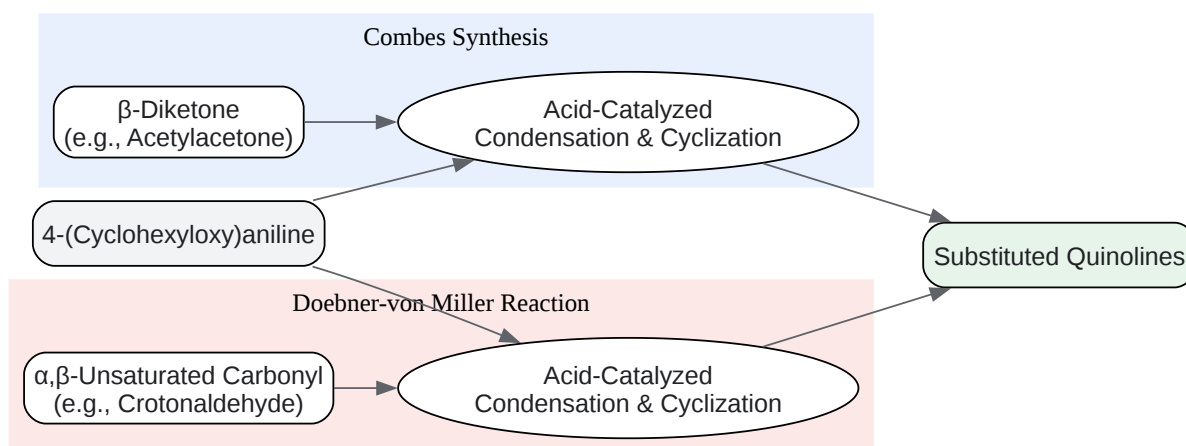 Combes Synthesis
β-Diketone
(e.g., Acetylacetone)
Acid-Catalyzed
Condensation & Cyclization
4-(Cyclohexyloxy)aniline
Substituted Quinolines
Doebner-von Miller Reaction
α,β-Unsaturated Carbonyl
(e.g., Crotonaldehyde)
Acid-Catalyzed
Condensation & Cyclization